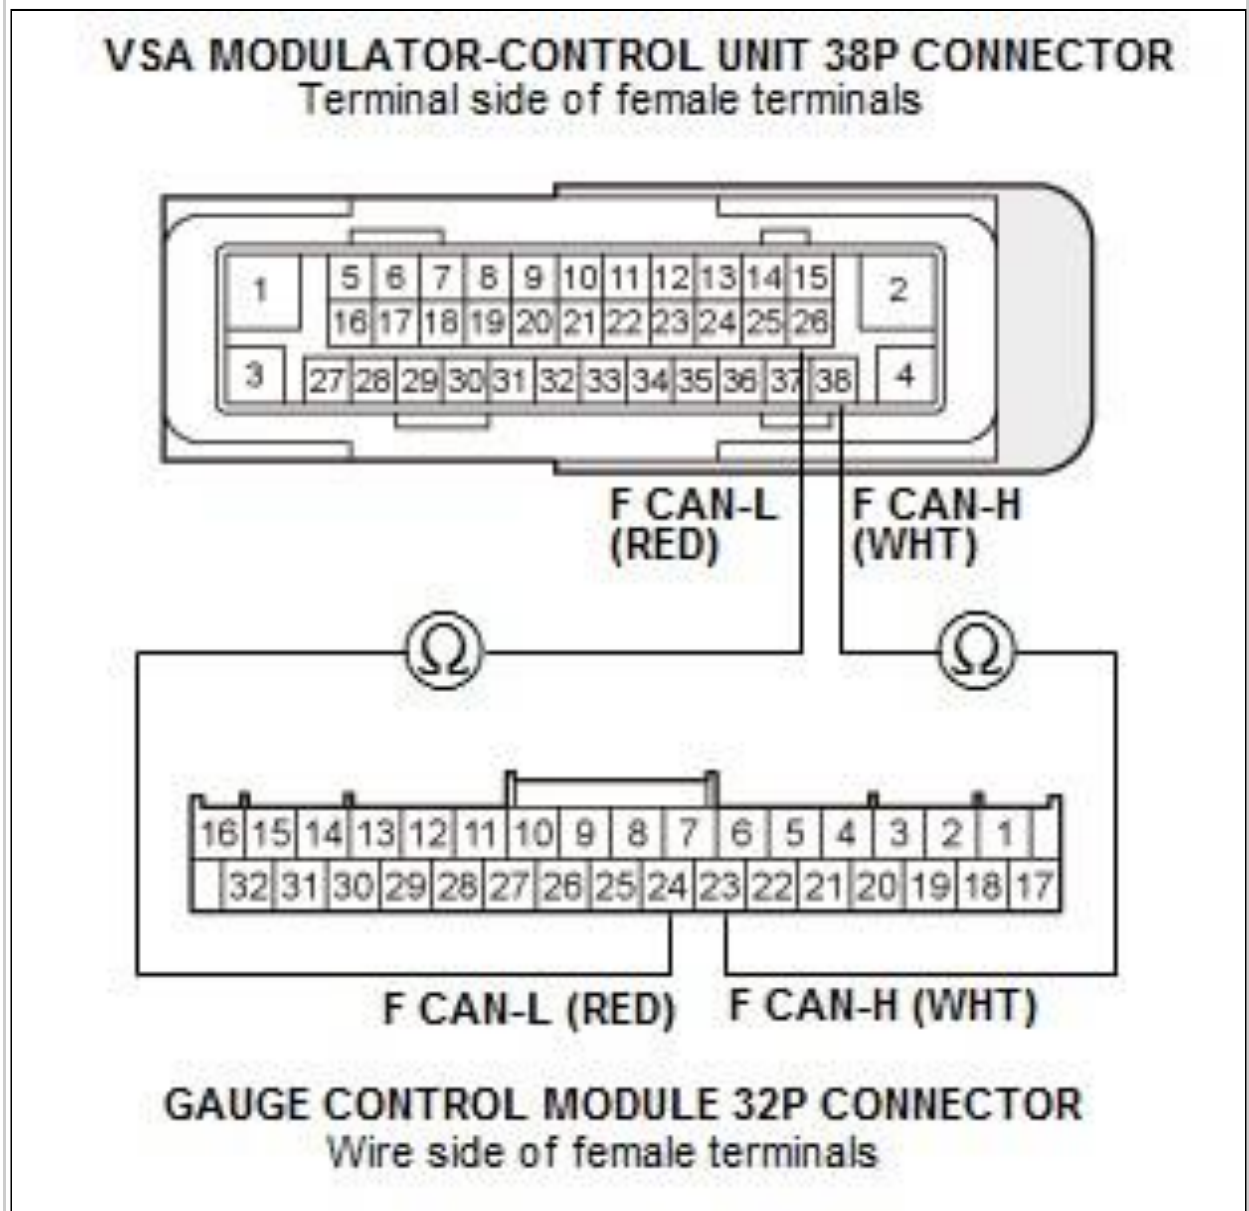 VSA MODULATOR-CONTROL UNIT 38P CONNECTOR
Terminal side of female terminals
1 5 6 7 8 9 10 11 12 13 14 15 2
16 17 18 19 20 21 22 23 24 25 26
3 27 28 29 30 31 32 33 34 35 36 37 38 4
F CAN-L F CAN-H
(RED) (WHT)
Ω Ω
16 15 14 13 12 11 10 9 8 7 6 5 4 3 2 1
32 31 30 29 28 27 26 25 24 23 22 21 20 19 18 17
F CAN-L (RED) F CAN-H (WHT)
GAUGE CONTROL MODULE 32P CONNECTOR
Wire side of female terminals